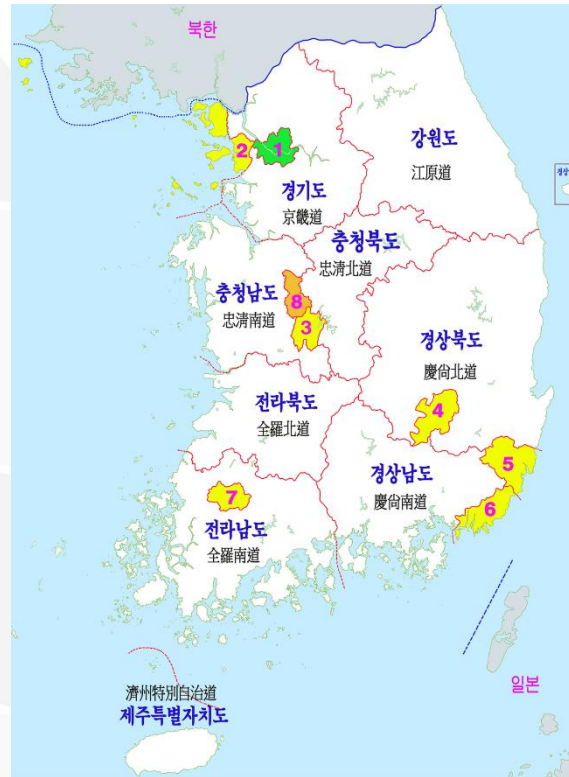 북한
강원도
江原道
2
1
경기도
京畿道
충청북도
忠淸北道
충청남도
忠淸南道
8
3
경상북도
慶尙北道
4
전라북도
全羅北道
5
경상남도
慶尙南道
6
7
전라남도
全羅南道
일본
濟州特別自治道
제주특별자치도